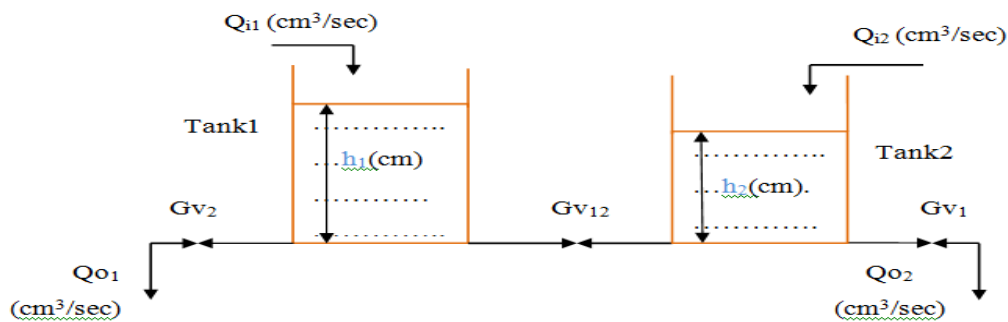 Qi1 (cm³/sec)
Qi2 (cm³/sec)
Tank1
Tank2
..............
...h1(cm)
............
..............
..............
...h2(cm).
.............
Gv2
Gv12
Gv1
Qo1
(cm³/sec)
Qo2
(cm³/sec)